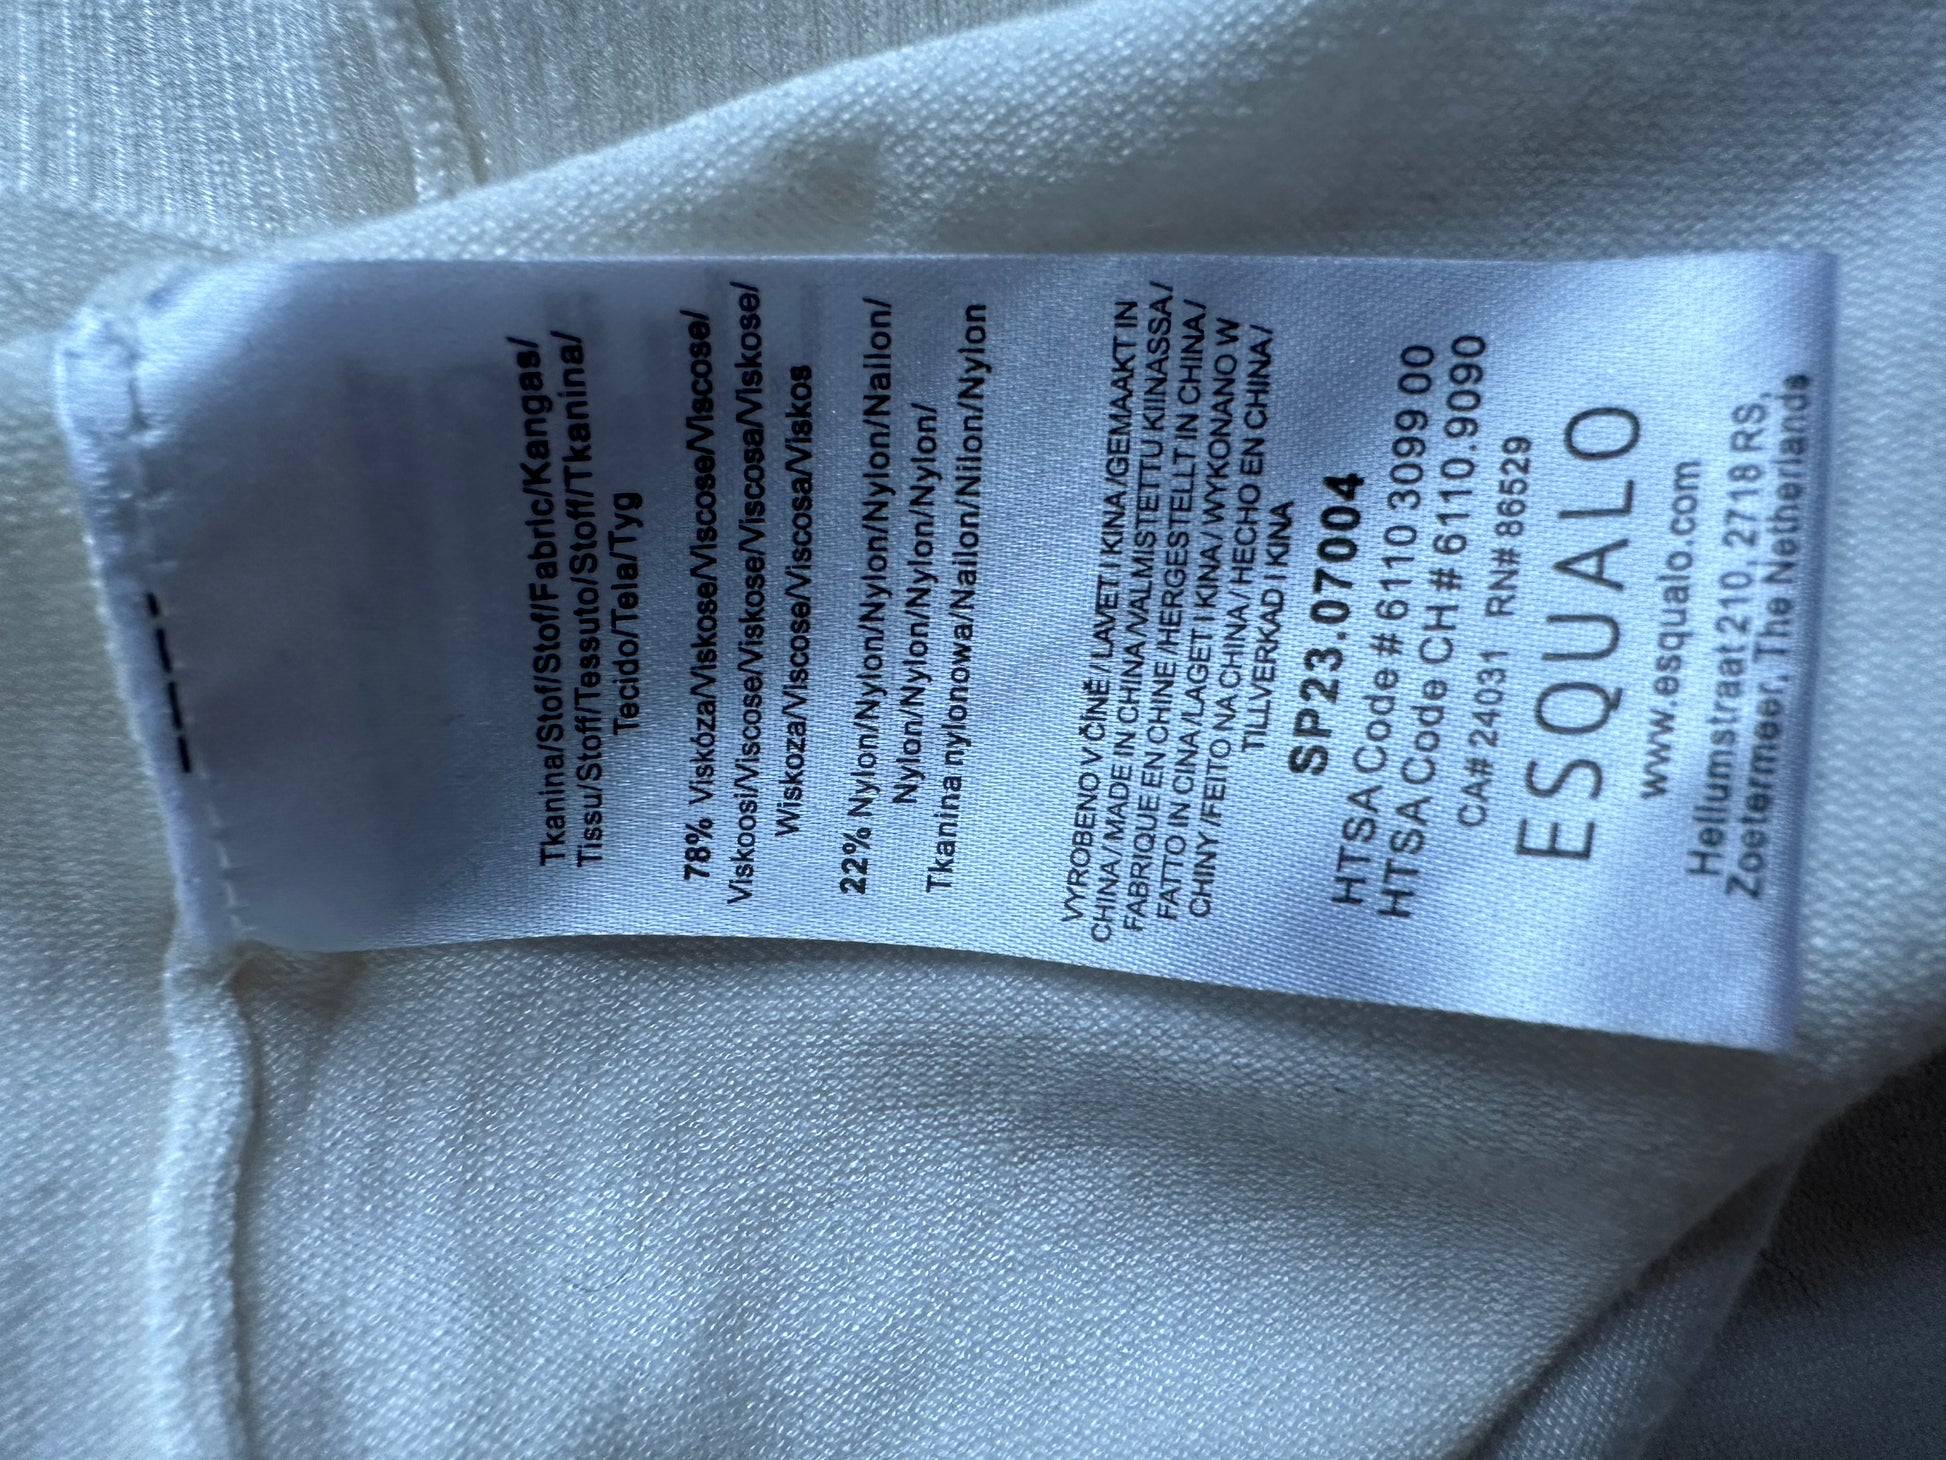 Tkanina/Stof/Stof/Fabric/Kangas/
Tissu/Stoff/Tessuto/Stoff/Tkanina/
Tecido/Tela/Tyg
78% Viskóza/Viskose/Viscose/Viscose/
Viskoosi/Viscose/Viskose/Viscosa/Viskose/
Wiskoza/Viscose/Viscosa/Viskos
22% Nylon/Nylon/Nylon/Nylon/Nailon/
Nylon/Nylon/Nylon/Nylon/
Tkanina nylonowa/Nailon/Nilon/Nylon
VYROBENO V ČINĚ / LAVET I KINA/GEMAAKT IN
CHINA / MADE IN CHINA/VALMISTETTU KIINASSA /
FABRIQUE EN CHINE /HERGESTELLT IN CHINA /
FATTO IN CINA / LAGET I KINA / WYKONANO W
CHINY /FEITO NA CHINA / HECHO EN CHINA /
TILLVERKAD I KINA
SP23.07004
HTSA Code # 6110 3099 00
HTSA Code CH # 6110.9090
CA# 24031 RN# 86529
ESQUALO
www.esqualo.com
Heliumstraat 210, 2718 RS,
Zoetermeer, The Netherlands